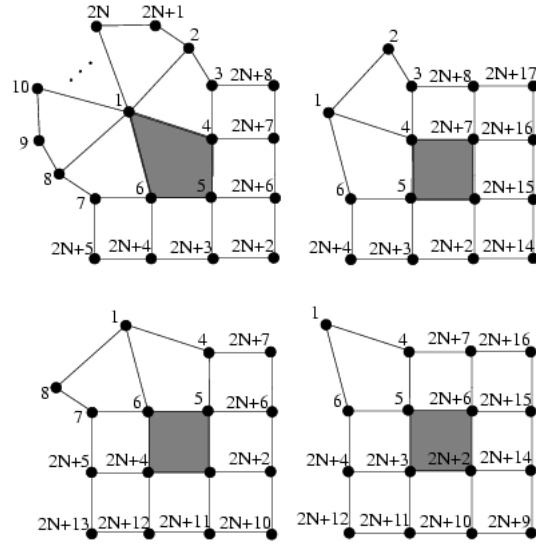 2N 2N+1
2
10 3 2N+8
1
4 2N+7
9
8
6 5 2N+6
7
2N+5 2N+4 2N+3 2N+2
2
3 2N+8 2N+17
1
4 2N+7 2N+16
6 5 2N+15
2N+4 2N+3 2N+2 2N+14
1
4 2N+7
8
6 5 2N+6
7
2N+5 2N+4 2N+2
2N+13 2N+12 2N+11 2N+10
1
4 2N+7 2N+16
6 5 2N+6 2N+15
2N+4 2N+3 2N+2 2N+14
2N+12 2N+11 2N+10 2N+9